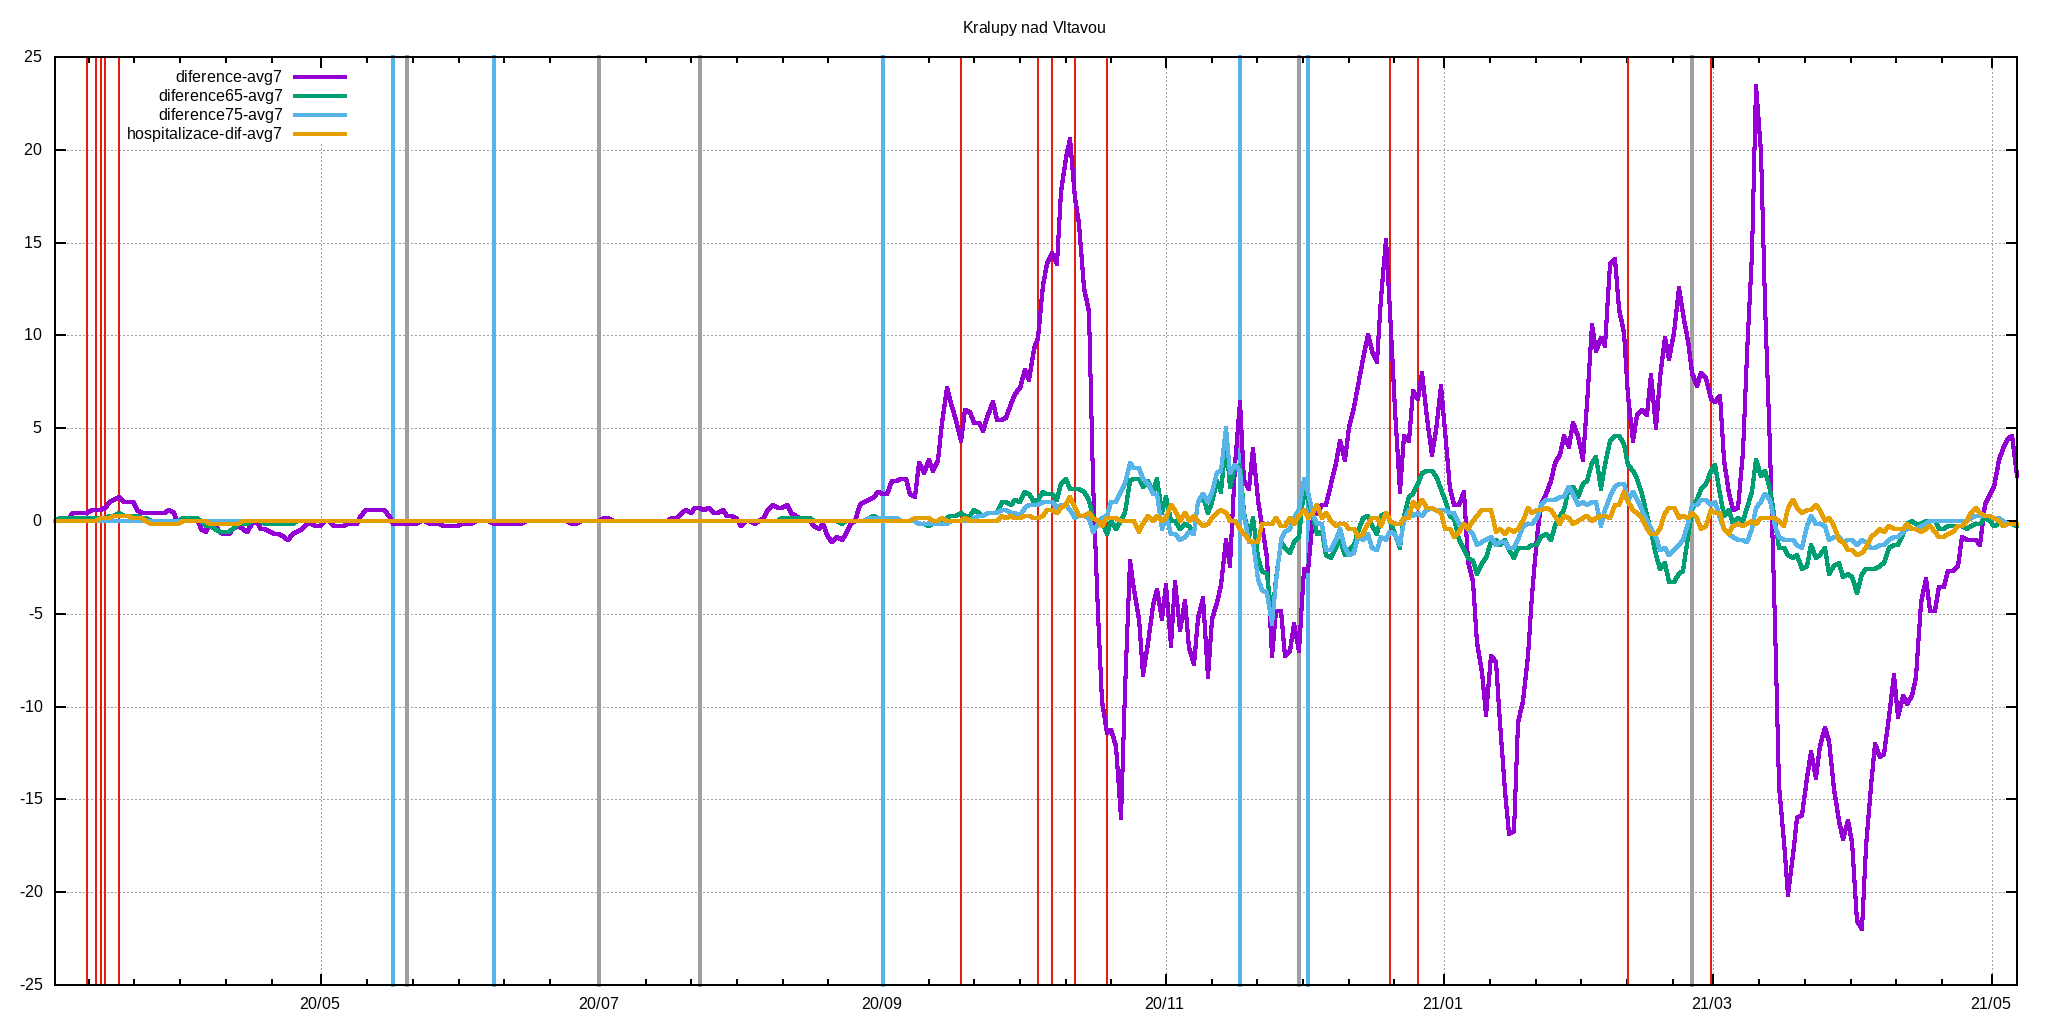 Kralupy nad Vltavou
diference-avg7
diference65-avg7
diference75-avg7
hospitalizace-dif-avg7
25
20
15
10
5
0
-5
-10
-15
-20
-25
20/05 20/07 20/09 20/11 21/01 21/03 21/05